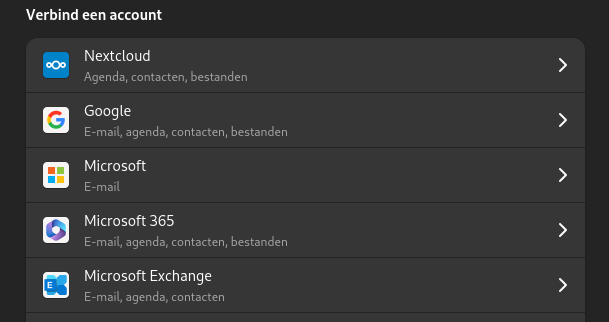 Verbind een account
Nextcloud
Agenda, contacten, bestanden
Google
E-mail, agenda, contacten, bestanden
Microsoft
E-mail
Microsoft 365
E-mail, agenda, contacten, bestanden
Microsoft Exchange
E-mail, agenda, contacten